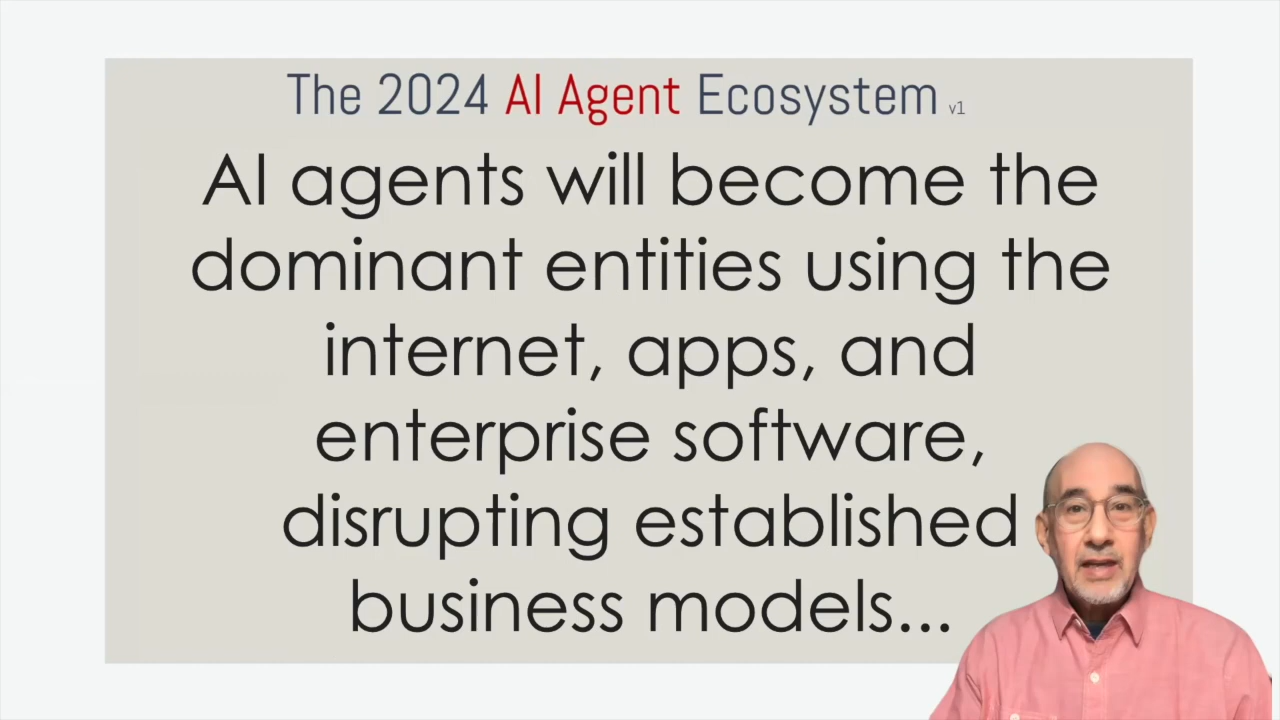 The 2024 AI Agent Ecosystem v1
AI agents will become the
dominant entities using the
internet, apps, and
enterprise software,
disrupting established
business models...